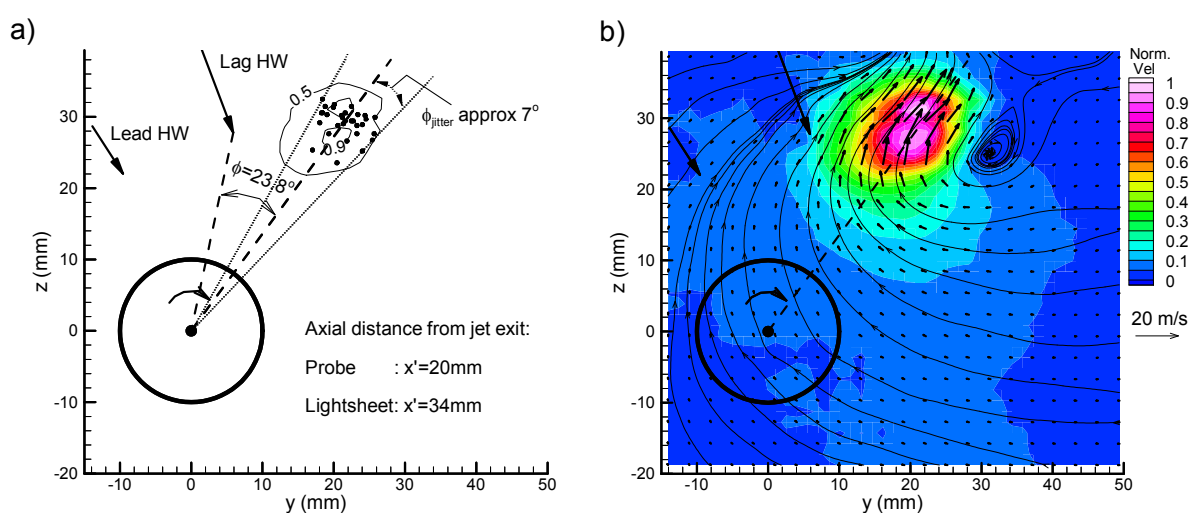 a)
Lag HW
Lead HW
0.5
0.9
ϕjitter approx 7°
ϕ=23.8°
Axial distance from jet exit:
Probe : x'=20mm
Lightsheet: x'=34mm
z (mm)
30
20
10
0
-10
-20
-10 0 10 20 30 40 50
y (mm)
b)
z (mm)
30
20
10
0
-10
-20
-10 0 10 20 30 40 50
y (mm)
Norm.
Vel
1
0.9
0.8
0.7
0.6
0.5
0.4
0.3
0.2
0.1
0
20 m/s